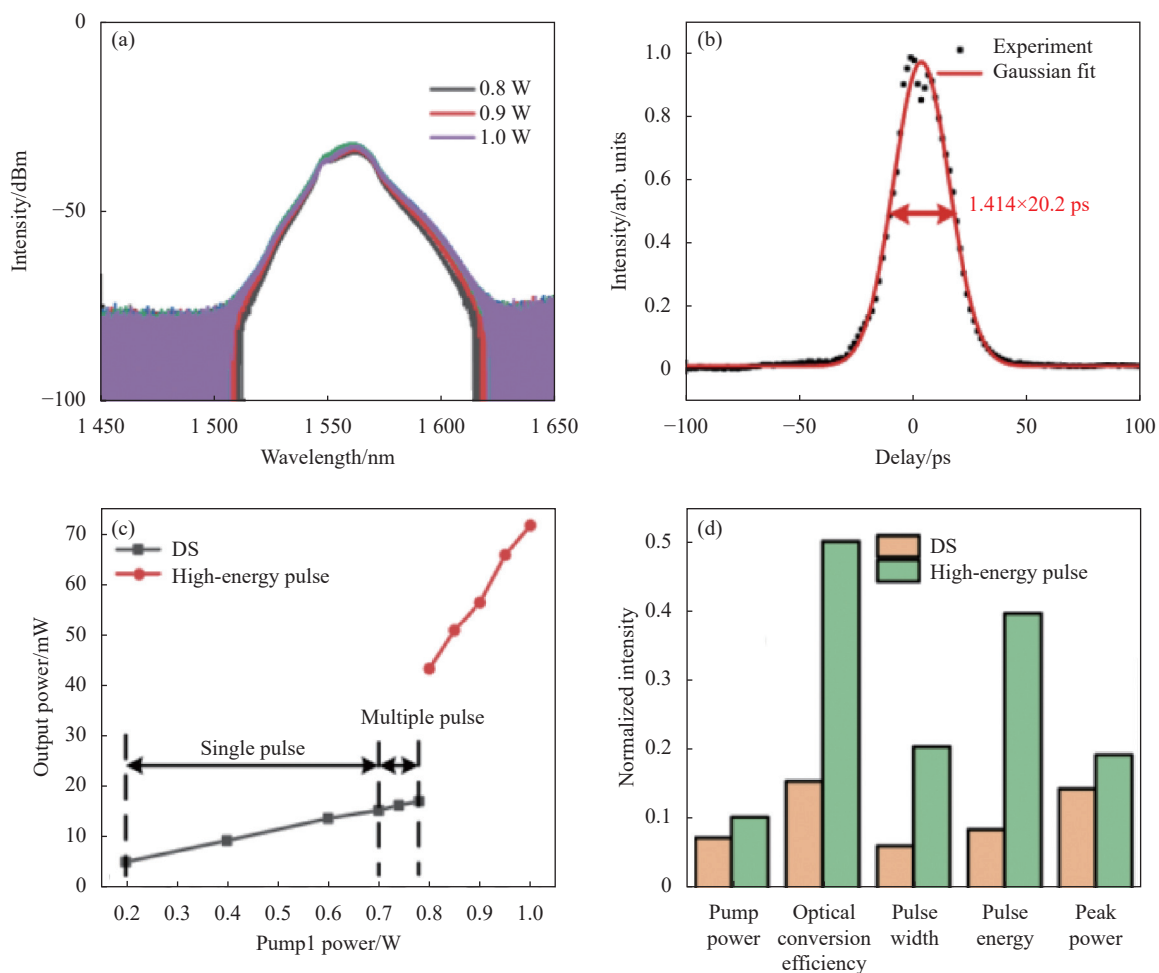 (a)
0
−50
−100
Intensity/dBm
0.8 W
0.9 W
1.0 W
1 450
1 500
1 550
1 600
1 650
Wavelength/nm
(b)
1.0
0.8
0.6
0.4
0.2
0
Intensity/arb. units
Experiment
Gaussian fit
1.414×20.2 ps
−100
−50
0
50
100
Delay/ps
(c)
70
60
50
40
30
20
10
0
Output power/mW
DS
High-energy pulse
Multiple pulse
Single pulse
0.2
0.3
0.4
0.5
0.6
0.7
0.8
0.9
1.0
Pump1 power/W
(d)
0.5
0.4
0.3
0.2
0.1
0
Normalized intensity
DS
High-energy pulse
Pump
power
Optical
conversion
efficiency
Pulse
width
Pulse
energy
Peak
power